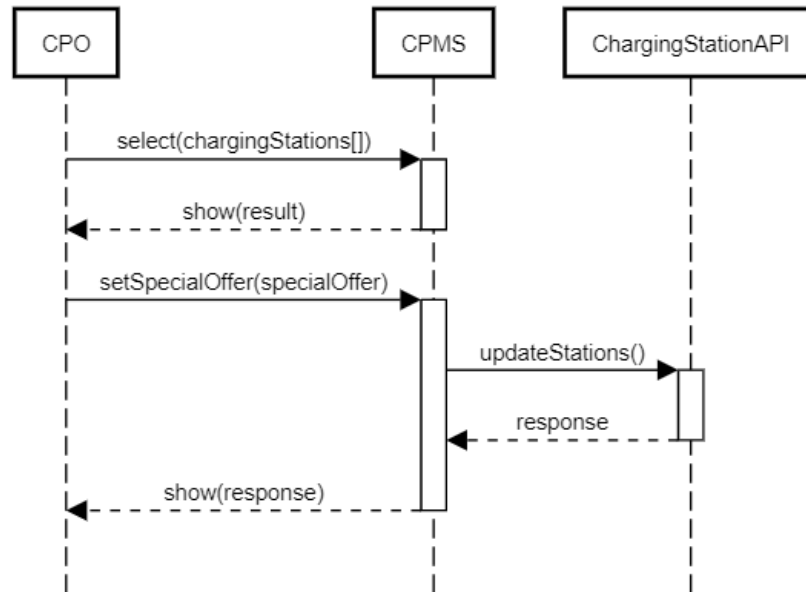 CPO
CPMS
ChargingStationAPI
select(chargingStations[])
show(result)
setSpecialOffer(specialOffer)
updateStations()
response
show(response)